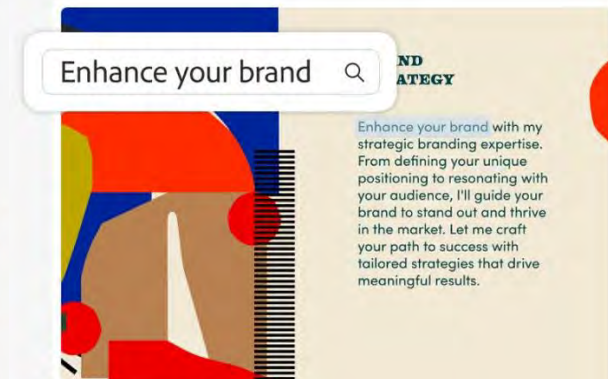 Enhance your brand
ND
ATEGY
Enhance your brand with my
strategic branding expertise.
From defining your unique
positioning to resonating with
your audience, I'll guide your
brand to stand out and thrive
in the market. Let me craft
your path to success with
tailored strategies that drive
meaningful results.